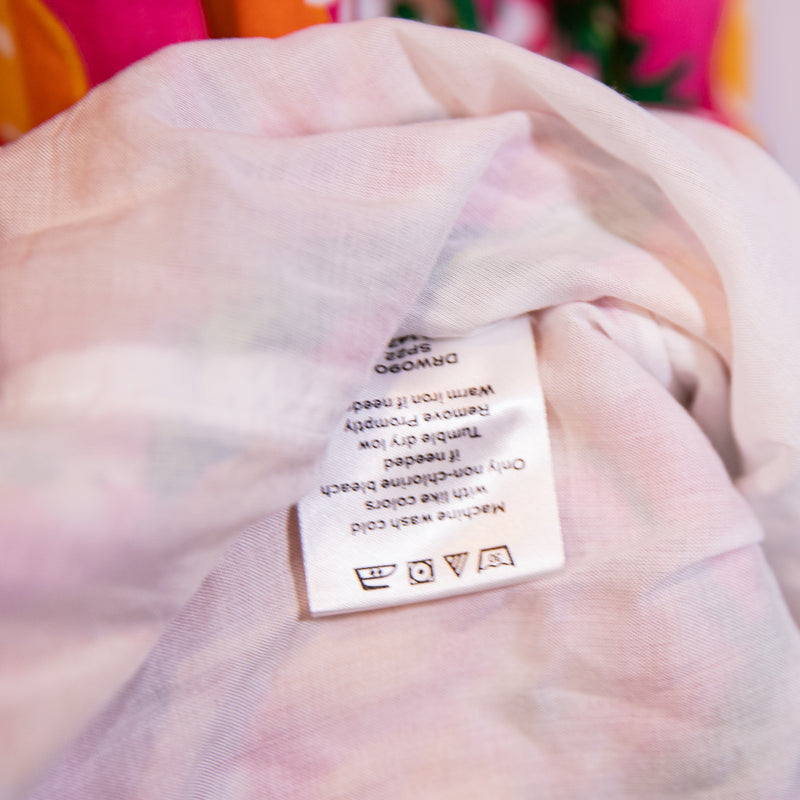 30
Machine wash cold
with like colors
Only non-chlorine bleach
if needed
Tumble dry low
Remove Promptly
Warm iron if needed
DRW090
SP22